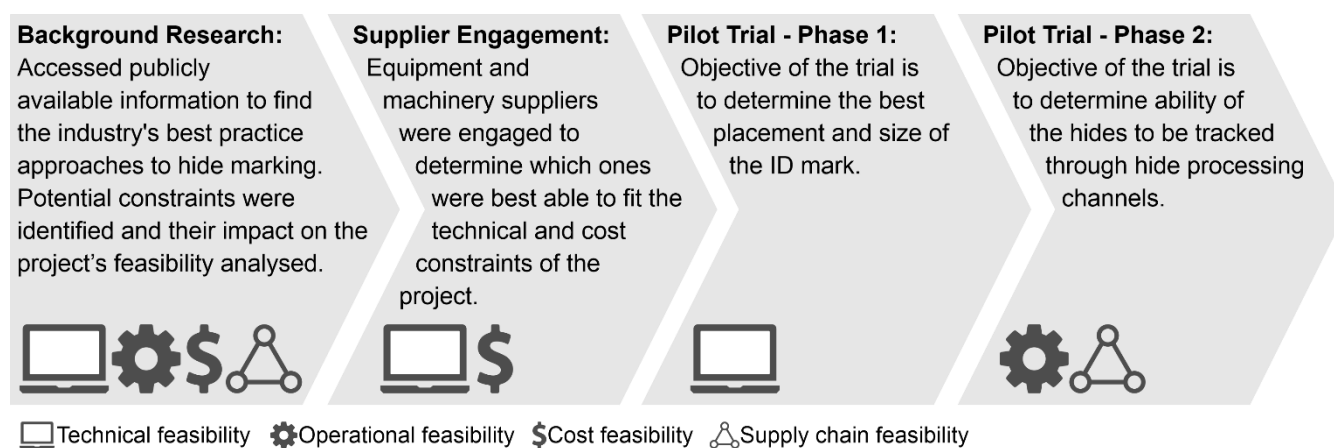 Background Research:
Accessed publicly
available information to find
the industry's best practice
approaches to hide marking.
Potential constraints were
identified and their impact on the
project’s feasibility analysed.
Supplier Engagement:
Equipment and
machinery suppliers
were engaged to
determine which ones
were best able to fit the
technical and cost
constraints of the
project.
Pilot Trial - Phase 1:
Objective of the trial is
to determine the best
placement and size of
the ID mark.
Pilot Trial - Phase 2:
Objective of the trial is
to determine ability of
the hides to be tracked
through hide processing
channels.
Technical feasibility Operational feasibility $Cost feasibility Supply chain feasibility